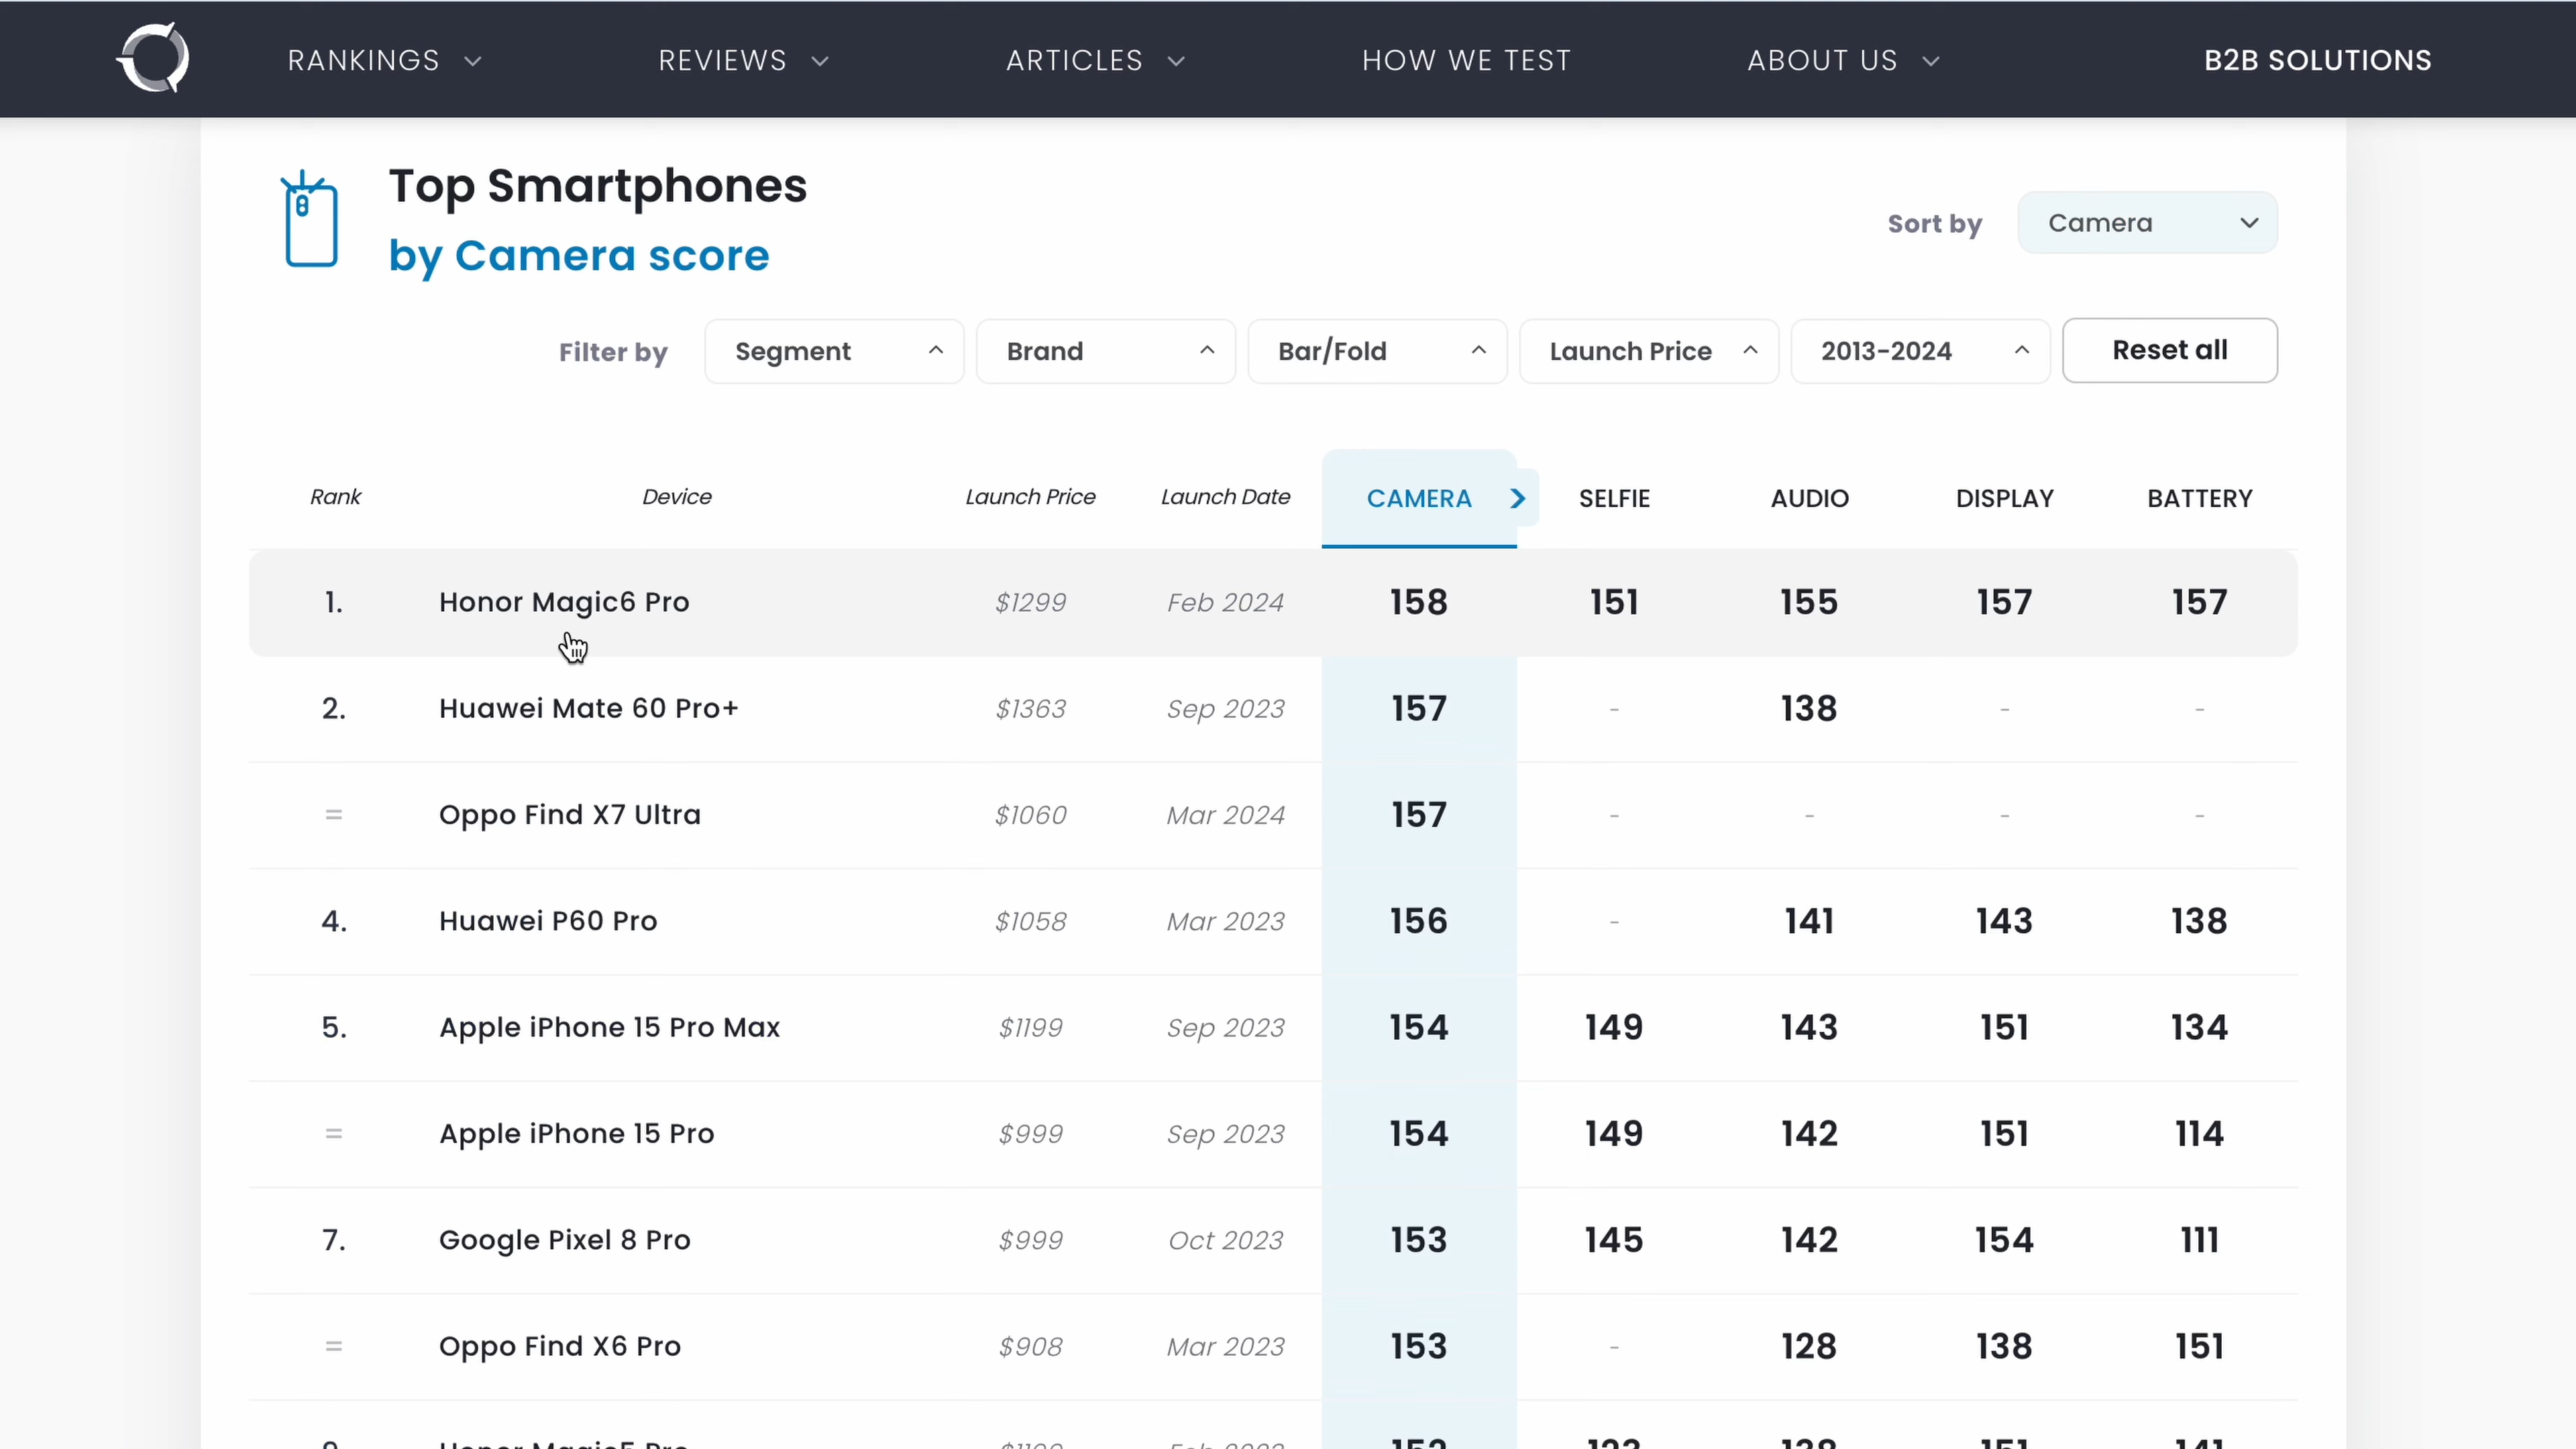 RANKINGS REVIEWS ARTICLES HOW WE TEST ABOUT US B2B SOLUTIONS
Top Smartphones
by Camera score
Sort by Camera
Filter by Segment Brand Bar/Fold Launch Price 2013-2024 Reset all
Rank Device Launch Price Launch Date CAMERA SELFIE AUDIO DISPLAY BATTERY
1. Honor Magic6 Pro $1299 Feb 2024 158 151 155 157 157
2. Huawei Mate 60 Pro+ $1363 Sep 2023 157 - 138 - -
= Oppo Find X7 Ultra $1060 Mar 2024 157 - - - -
4. Huawei P60 Pro $1058 Mar 2023 156 - 141 143 138
5. Apple iPhone 15 Pro Max $1199 Sep 2023 154 149 143 151 134
= Apple iPhone 15 Pro $999 Sep 2023 154 149 142 151 114
7. Google Pixel 8 Pro $999 Oct 2023 153 145 142 154 111
= Oppo Find X6 Pro $908 Mar 2023 153 - 128 138 151
Honor Magic5 Pro